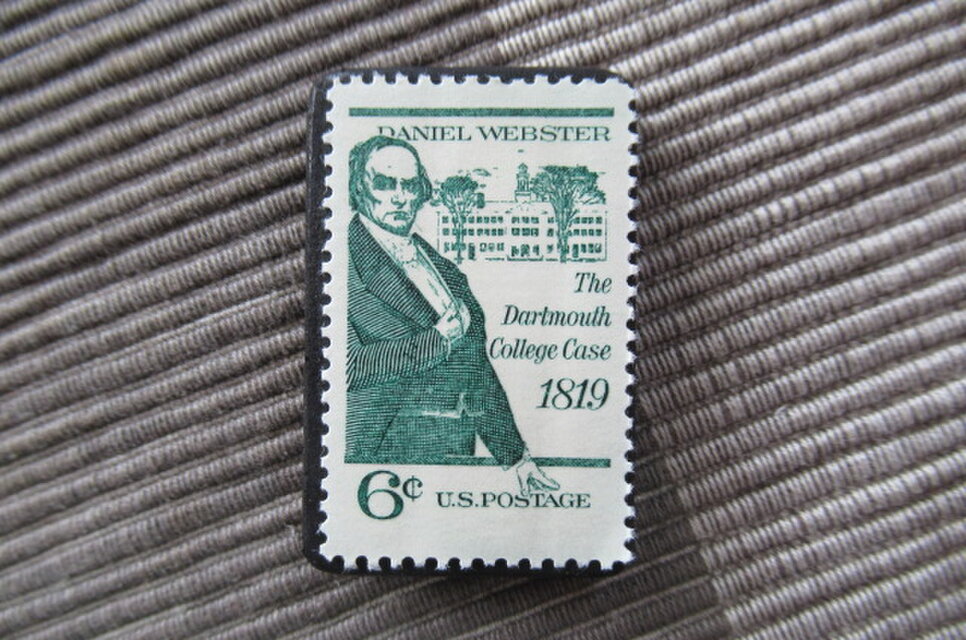 DANIEL WEBSTER
The
Dartmouth
College Case
1819
6¢ U.S.POSTAGE